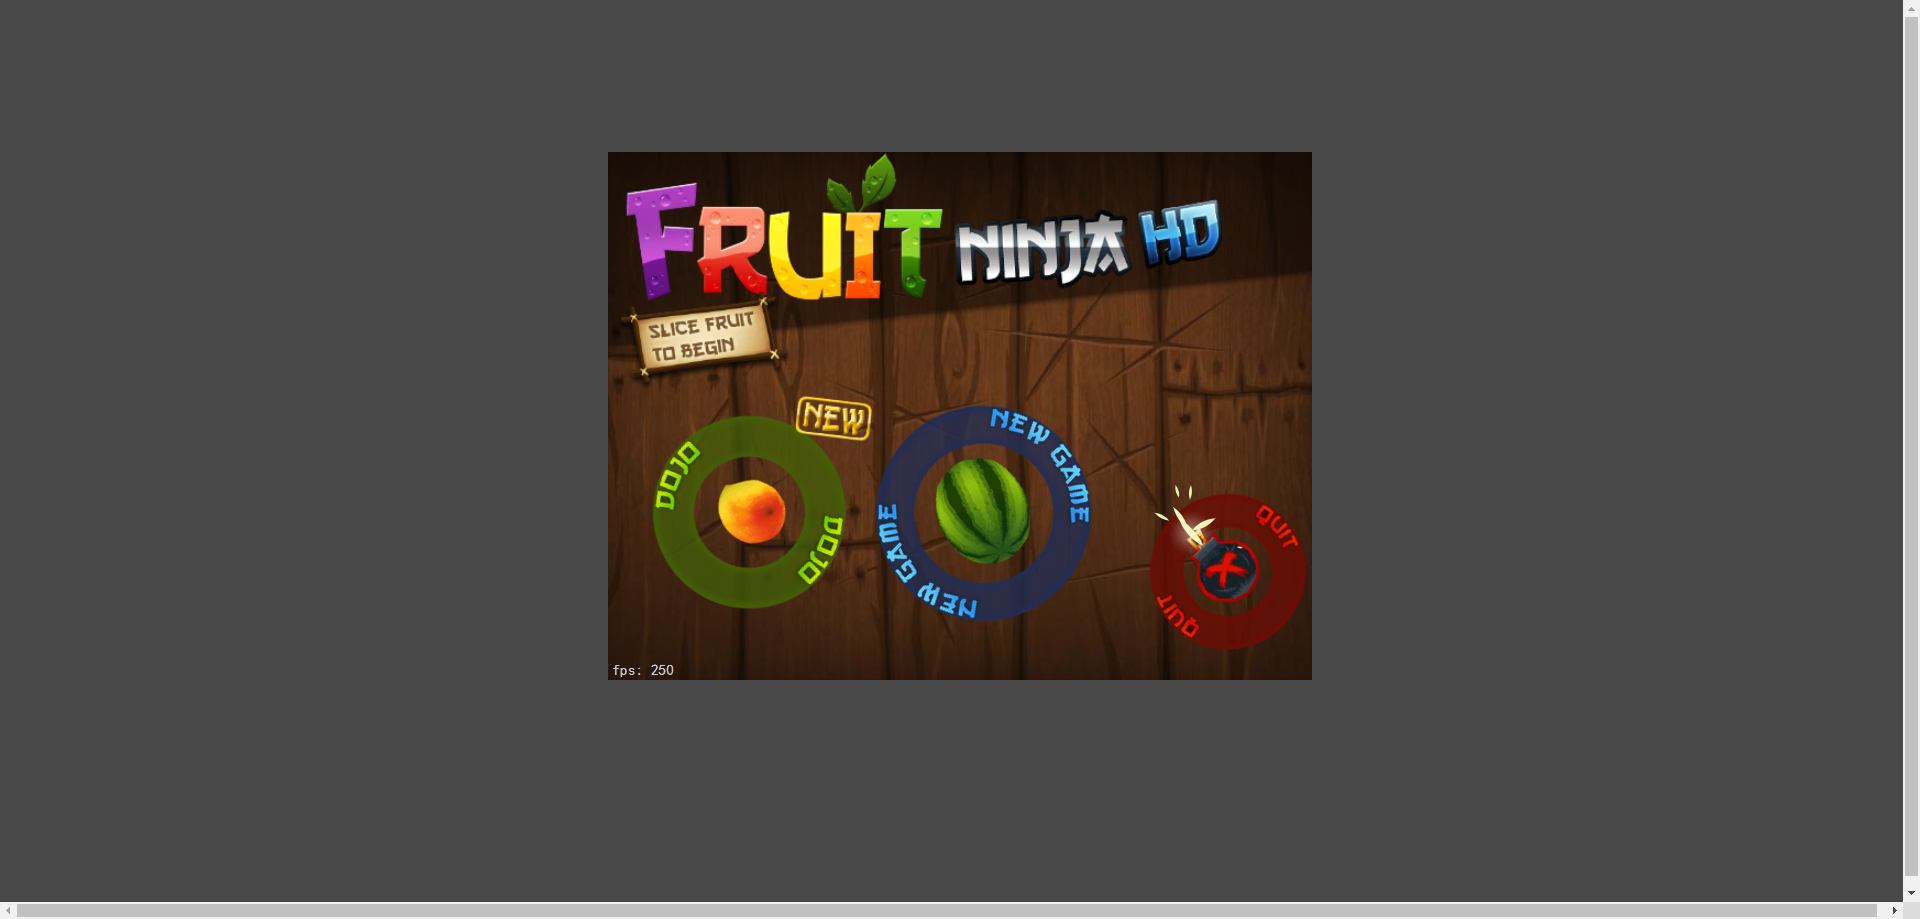 FRUIT NINJA HD
SLICE FRUIT
TO BEGIN
NEW
DOJO
DOJO
NEW GAME
NEW GAME
QUIT
QUIT
fps: 250